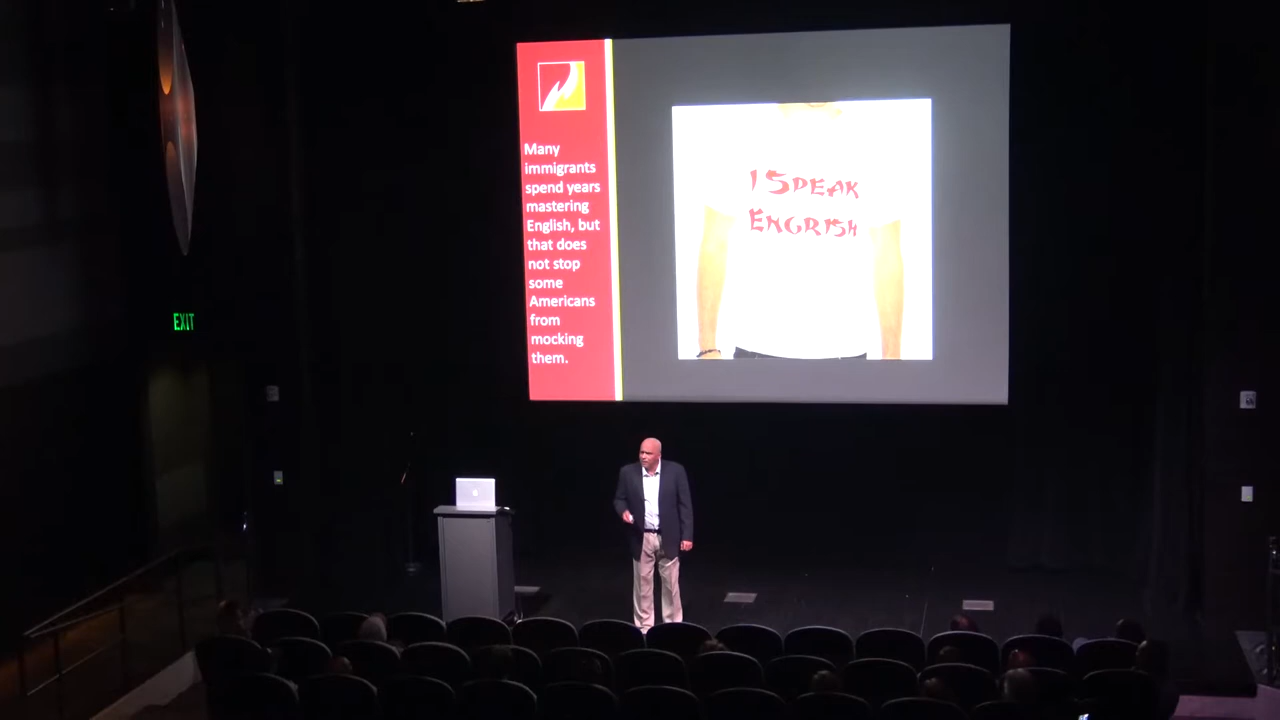 Many
immigrants
spend years
mastering
English, but
that does
not stop
some
Americans
from
mocking
them.
I SPEAK
ENGRISH
EXIT